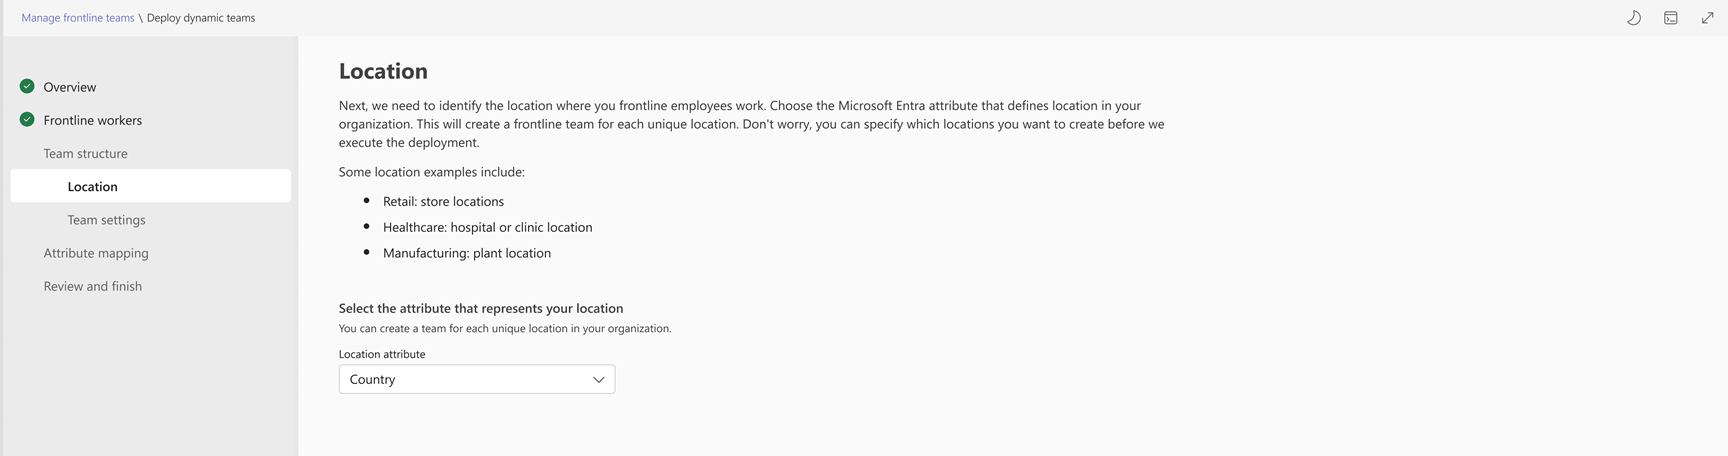 Manage frontline teams \ Deploy dynamic teams
Overview
Frontline workers
Team structure
Location
Team settings
Attribute mapping
Review and finish
Location
Next, we need to identify the location where you frontline employees work. Choose the Microsoft Entra attribute that defines location in your
organization. This will create a frontline team for each unique location. Don't worry, you can specify which locations you want to create before we
execute the deployment.
Some location examples include:
• Retail: store locations
• Healthcare: hospital or clinic location
• Manufacturing: plant location
Select the attribute that represents your location
You can create a team for each unique location in your organization.
Location attribute
Country